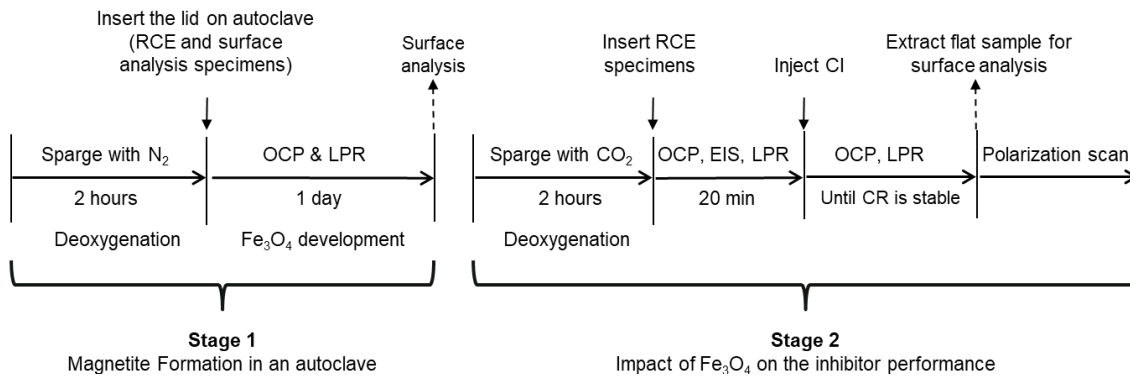 Insert the lid on autoclave
(RCE and surface
analysis specimens)
Surface
analysis
Insert RCE
specimens
Inject CI
Extract flat sample for
surface analysis
Sparge with N₂
OCP & LPR
Sparge with CO₂
OCP, EIS, LPR
OCP, LPR
Polarization scan
2 hours
1 day
2 hours
20 min
Until CR is stable
Deoxygenation
Fe₃O₄ development
Deoxygenation
Stage 1
Magnetite Formation in an autoclave
Stage 2
Impact of Fe₃O₄ on the inhibitor performance